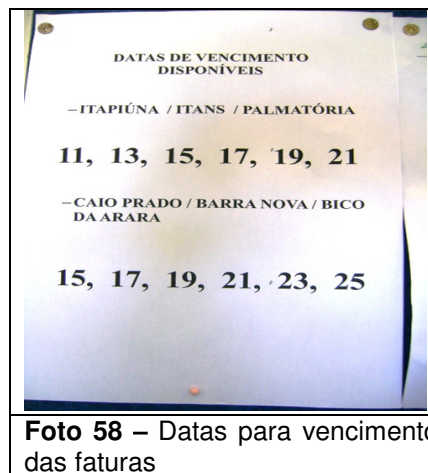 DATAS DE VENCIMENTO
DISPONÍVEIS
–ITAPIÚNA / ITANS / PALMATÓRIA
11, 13, 15, 17, 19, 21
–CAIO PRADO / BARRA NOVA / BICO
DA ARARA
15, 17, 19, 21, 23, 25
Foto 58 – Datas para vencimento
das faturas